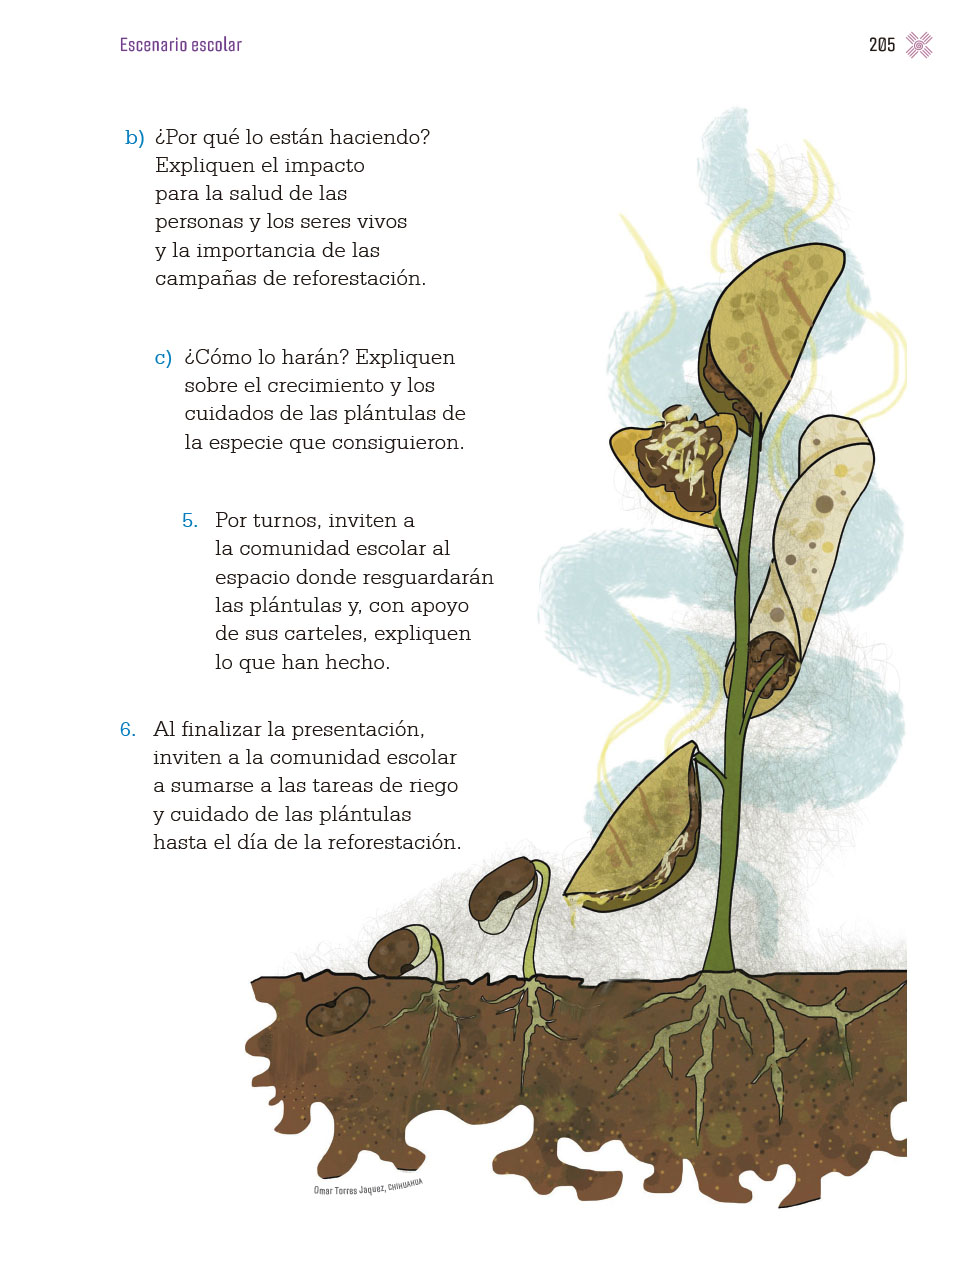 Escenario escolar
205
b) ¿Por qué lo están haciendo?
Expliquen el impacto
para la salud de las
personas y los seres vivos
y la importancia de las
campañas de reforestación.
c) ¿Cómo lo harán? Expliquen
sobre el crecimiento y los
cuidados de las plántulas de
la especie que consiguieron.
5. Por turnos, inviten a
la comunidad escolar al
espacio donde resguardarán
las plántulas y, con apoyo
de sus carteles, expliquen
lo que han hecho.
6. Al finalizar la presentación,
inviten a la comunidad escolar
a sumarse a las tareas de riego
y cuidado de las plántulas
hasta el día de la reforestación.
Omar Torres Jaquez, CHIHUAHUA